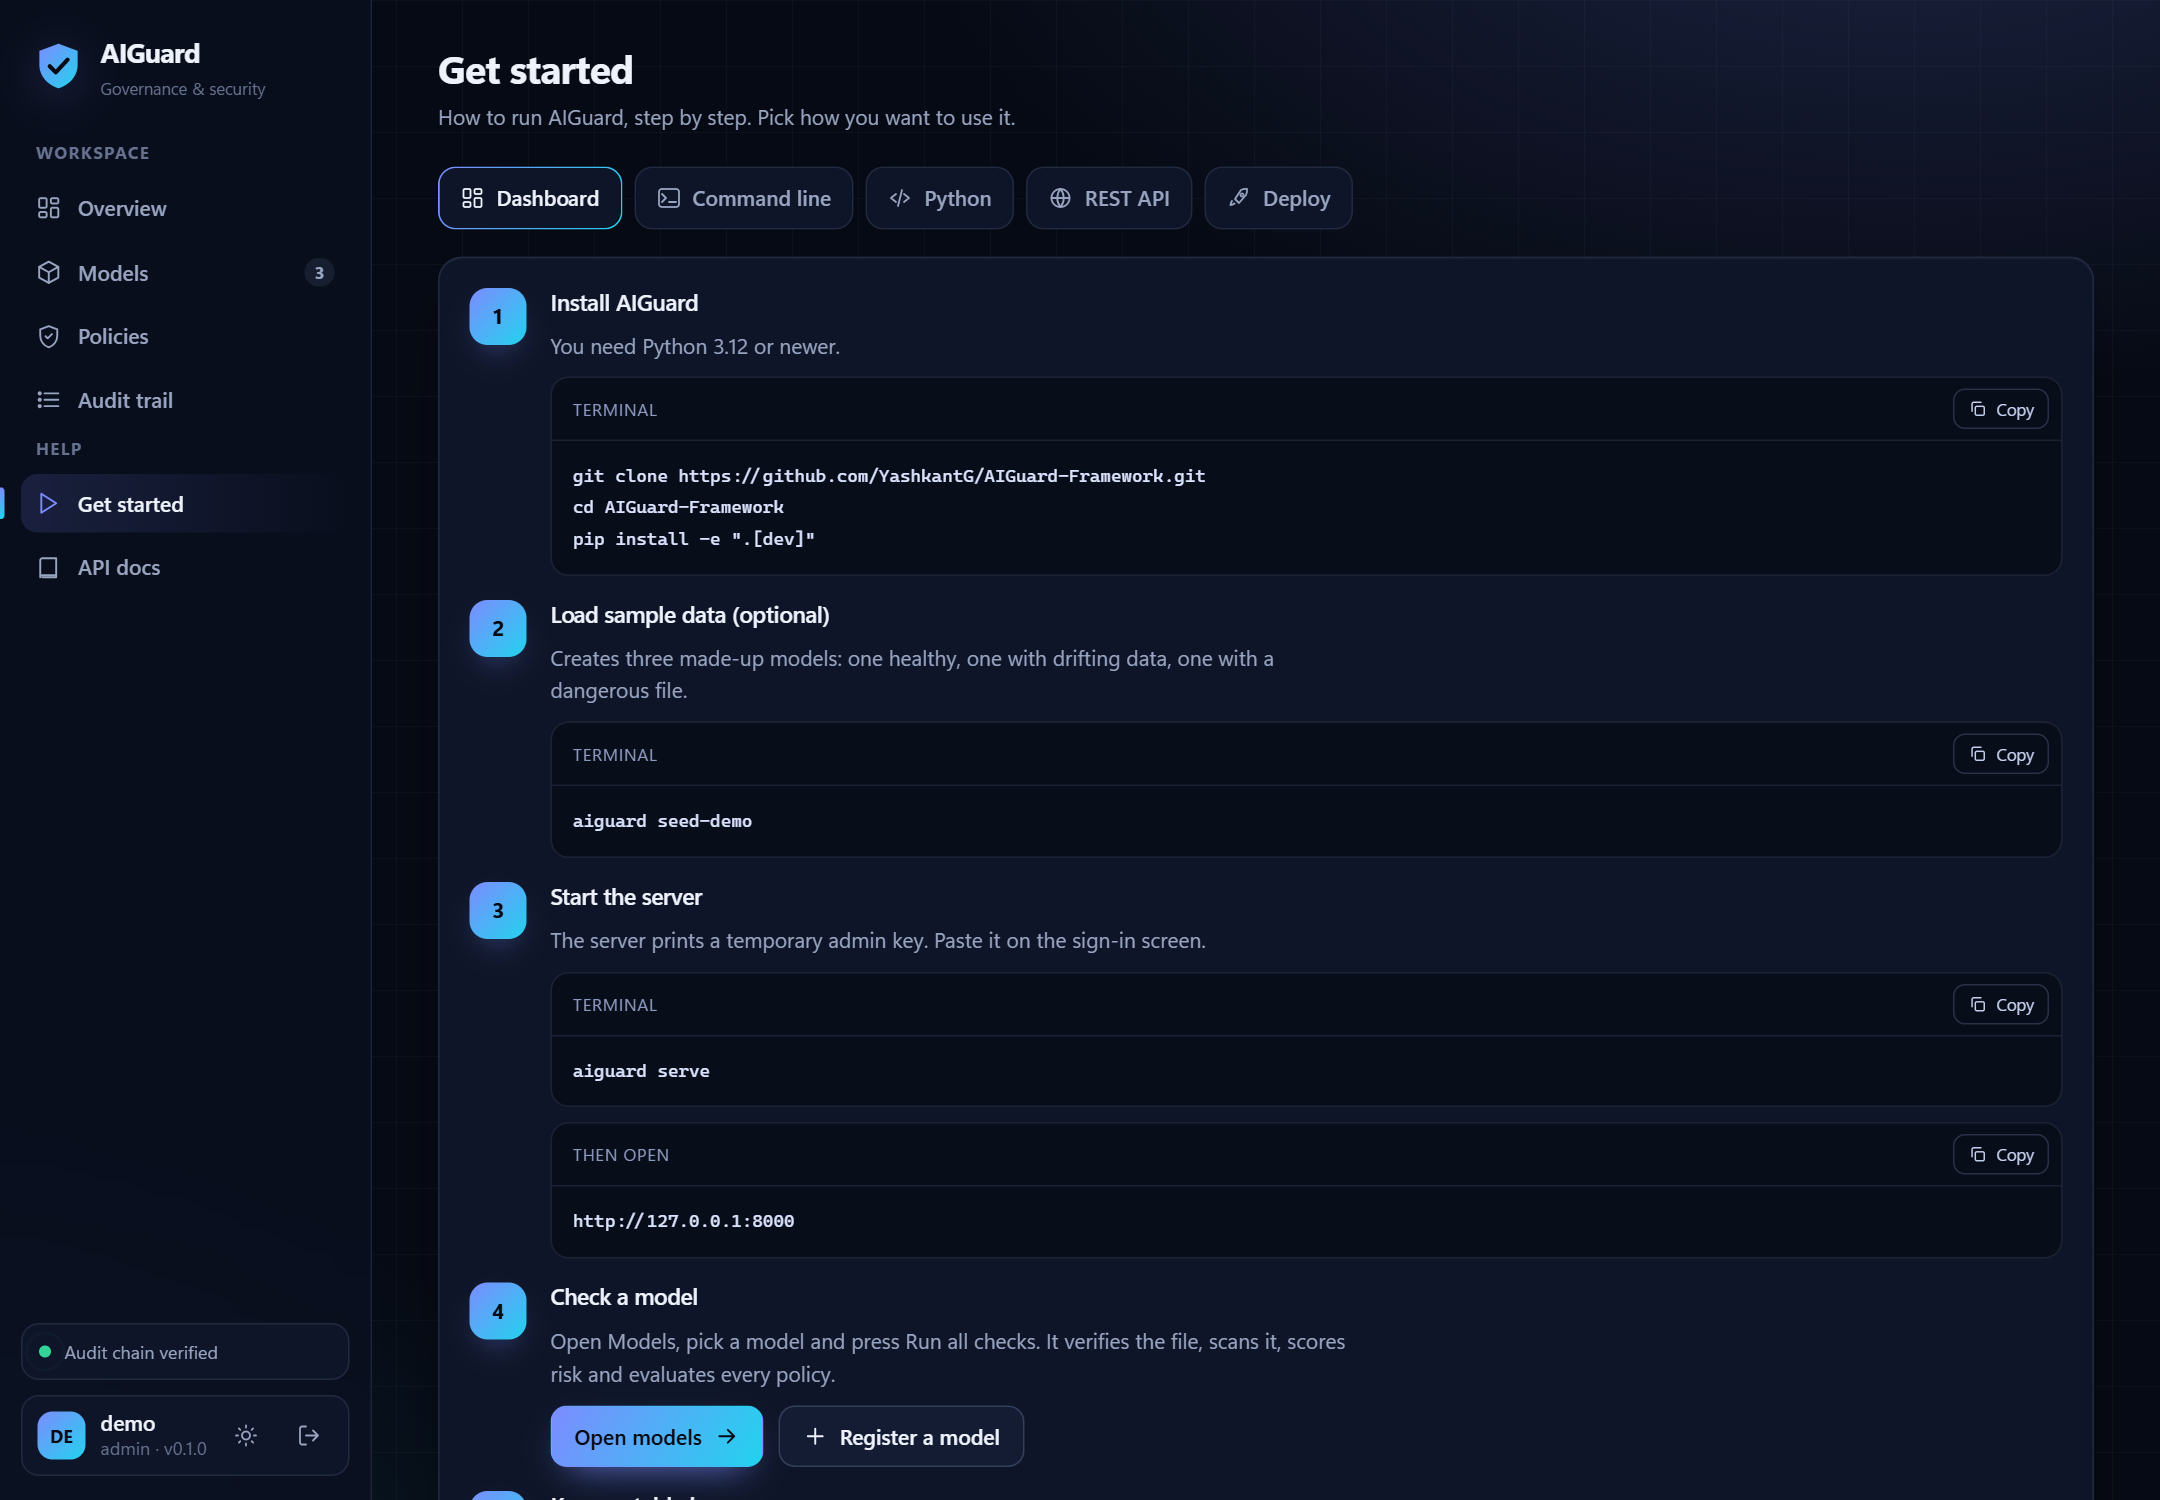 AIGuard
Governance & security
WORKSPACE
Overview
Models 3
Policies
Audit trail
HELP
Get started
API docs
Audit chain verified
DE
demo
admin · v0.1.0
Get started
How to run AIGuard, step by step. Pick how you want to use it.
Dashboard
Command line
Python
REST API
Deploy
1
Install AIGuard
You need Python 3.12 or newer.
TERMINAL
Copy
git clone https://github.com/YashkantG/AIGuard-Framework.git
cd AIGuard-Framework
pip install -e ".[dev]"
2
Load sample data (optional)
Creates three made-up models: one healthy, one with drifting data, one with a
dangerous file.
TERMINAL
Copy
aiguard seed-demo
3
Start the server
The server prints a temporary admin key. Paste it on the sign-in screen.
TERMINAL
Copy
aiguard serve
THEN OPEN
Copy
http://127.0.0.1:8000
4
Check a model
Open Models, pick a model and press Run all checks. It verifies the file, scans it, scores
risk and evaluates every policy.
Open models
Register a model